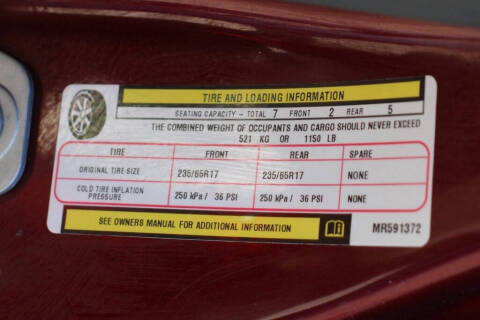 TIRE AND LOADING INFORMATION
SEATING CAPACITY - TOTAL 7 FRONT 2 REAR 5
THE COMBINED WEIGHT OF OCCUPANTS AND CARGO SHOULD NEVER EXCEED
521 KG OR 1150 LB
TIRE FRONT REAR SPARE
ORIGINAL TIRE SIZE 235/65R17 235/65R17 NONE
COLD TIRE INFLATION PRESSURE 250 kPa / 36 PSI 250 kPa / 36 PSI NONE
SEE OWNERS MANUAL FOR ADDITIONAL INFORMATION MR591372